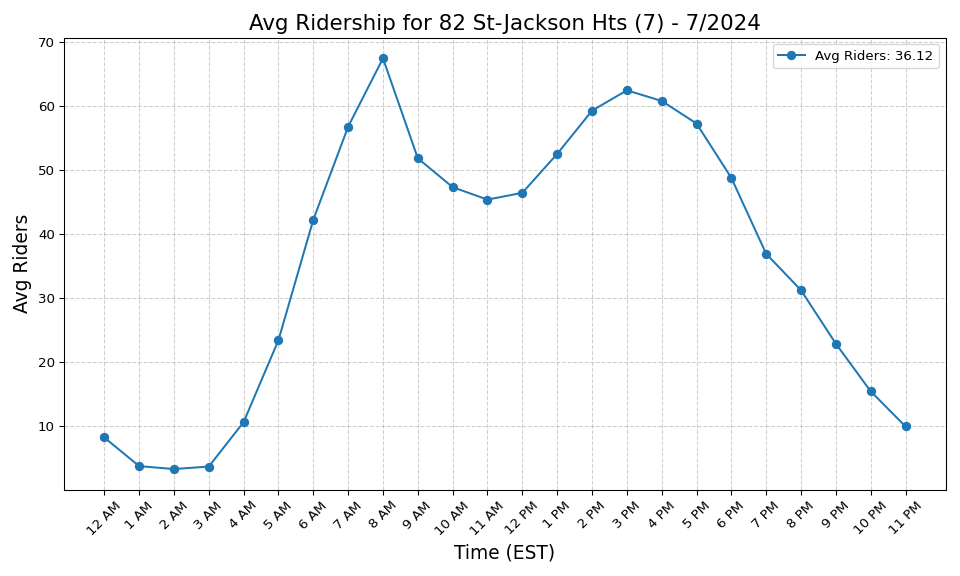 Avg Ridership for 82 St-Jackson Hts (7) - 7/2024
Avg Riders: 36.12
Avg Riders
70
60
50
40
30
20
10
12 AM
1 AM
2 AM
3 AM
4 AM
5 AM
6 AM
7 AM
8 AM
9 AM
10 AM
11 AM
12 PM
1 PM
2 PM
3 PM
4 PM
5 PM
6 PM
7 PM
8 PM
9 PM
10 PM
11 PM
Time (EST)